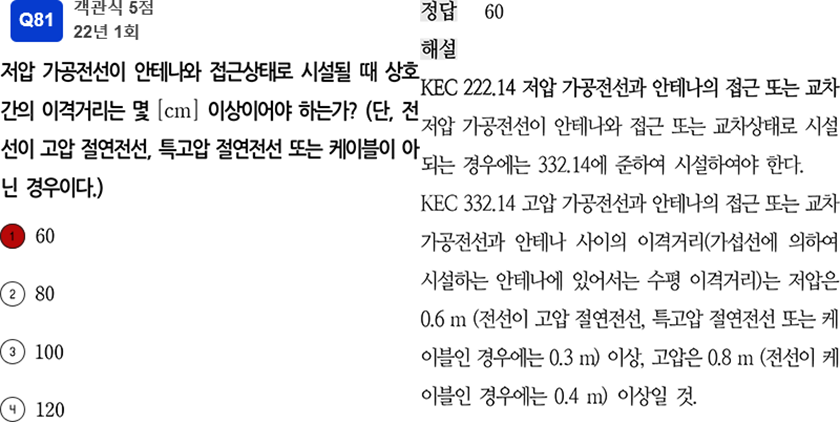 Q81
객관식 5점
22년 1회
저압 가공전선이 안테나와 접근상태로 시설될 때 상호
간의 이격거리는 몇 [cm] 이상이어야 하는가? (단, 전
선이 고압 절연전선, 특고압 절연전선 또는 케이블이 아
닌 경우이다.)
1 60
2 80
3 100
4 120
정답 60
해설
KEC 222.14 저압 가공전선과 안테나의 접근 또는 교차
저압 가공전선이 안테나와 접근 또는 교차상태로 시설
되는 경우에는 332.14에 준하여 시설하여야 한다.
KEC 332.14 고압 가공전선과 안테나의 접근 또는 교차
가공전선과 안테나 사이의 이격거리(가섭선에 의하여
시설하는 안테나에 있어서는 수평 이격거리)는 저압은
0.6 m (전선이 고압 절연전선, 특고압 절연전선 또는 케
이블인 경우에는 0.3 m) 이상, 고압은 0.8 m (전선이 케
이블인 경우에는 0.4 m) 이상일 것.